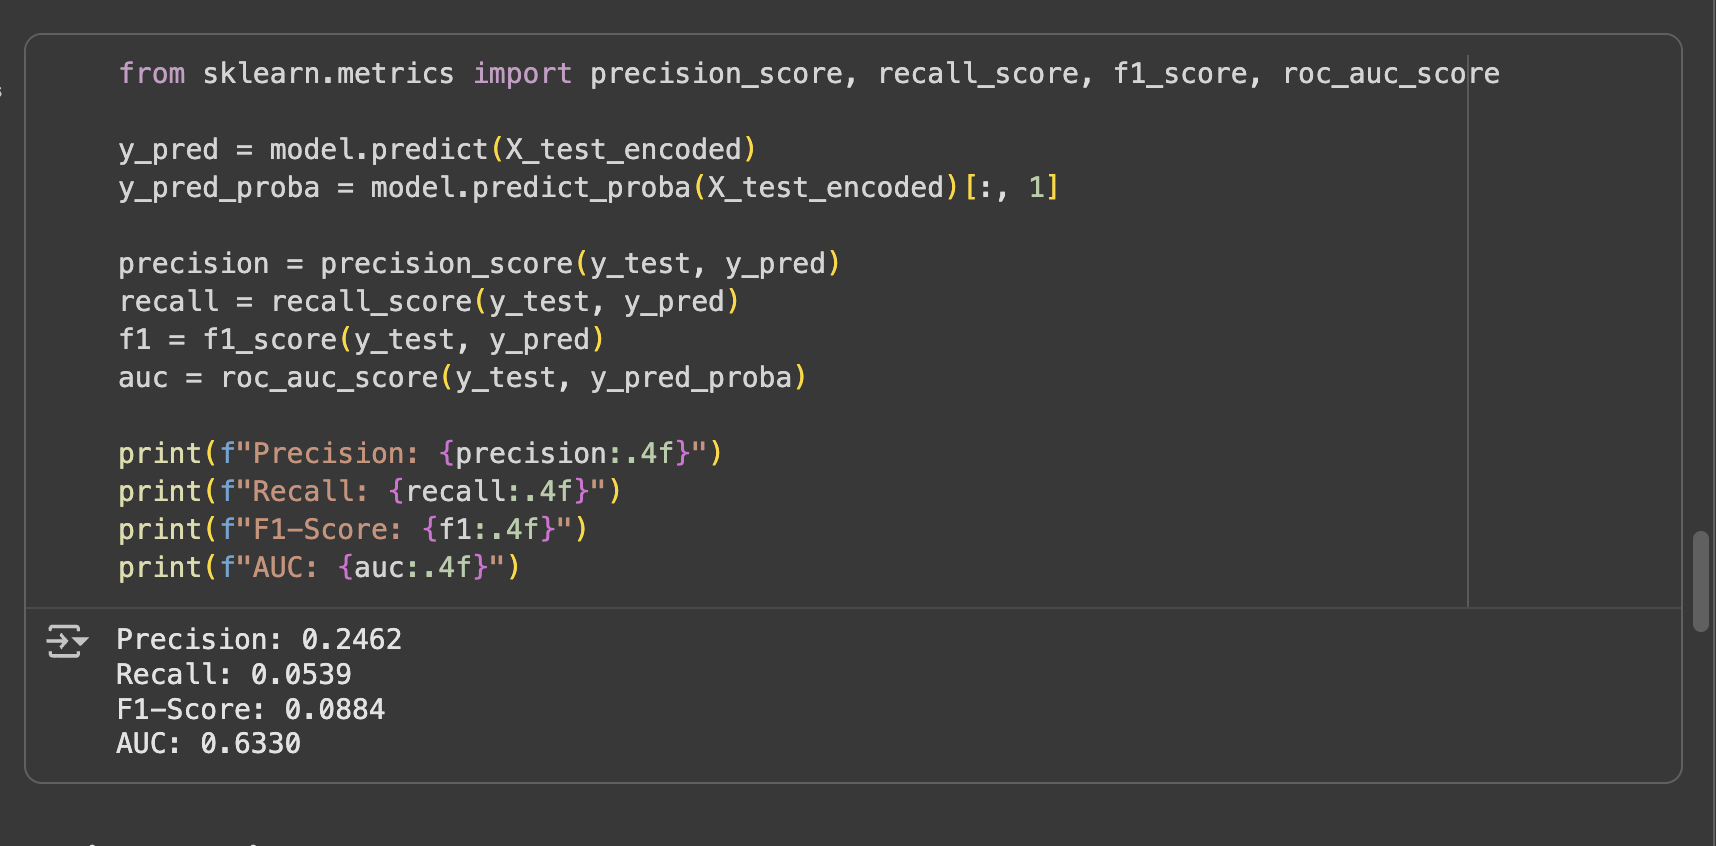 from sklearn.metrics import precision_score, recall_score, f1_score, roc_auc_score
y_pred = model.predict(X_test_encoded)
y_pred_proba = model.predict_proba(X_test_encoded)[:, 1]
precision = precision_score(y_test, y_pred)
recall = recall_score(y_test, y_pred)
f1 = f1_score(y_test, y_pred)
auc = roc_auc_score(y_test, y_pred_proba)
print(f"Precision: {precision:.4f}")
print(f"Recall: {recall:.4f}")
print(f"F1-Score: {f1:.4f}")
print(f"AUC: {auc:.4f}")
Precision: 0.2462
Recall: 0.0539
F1-Score: 0.0884
AUC: 0.6330